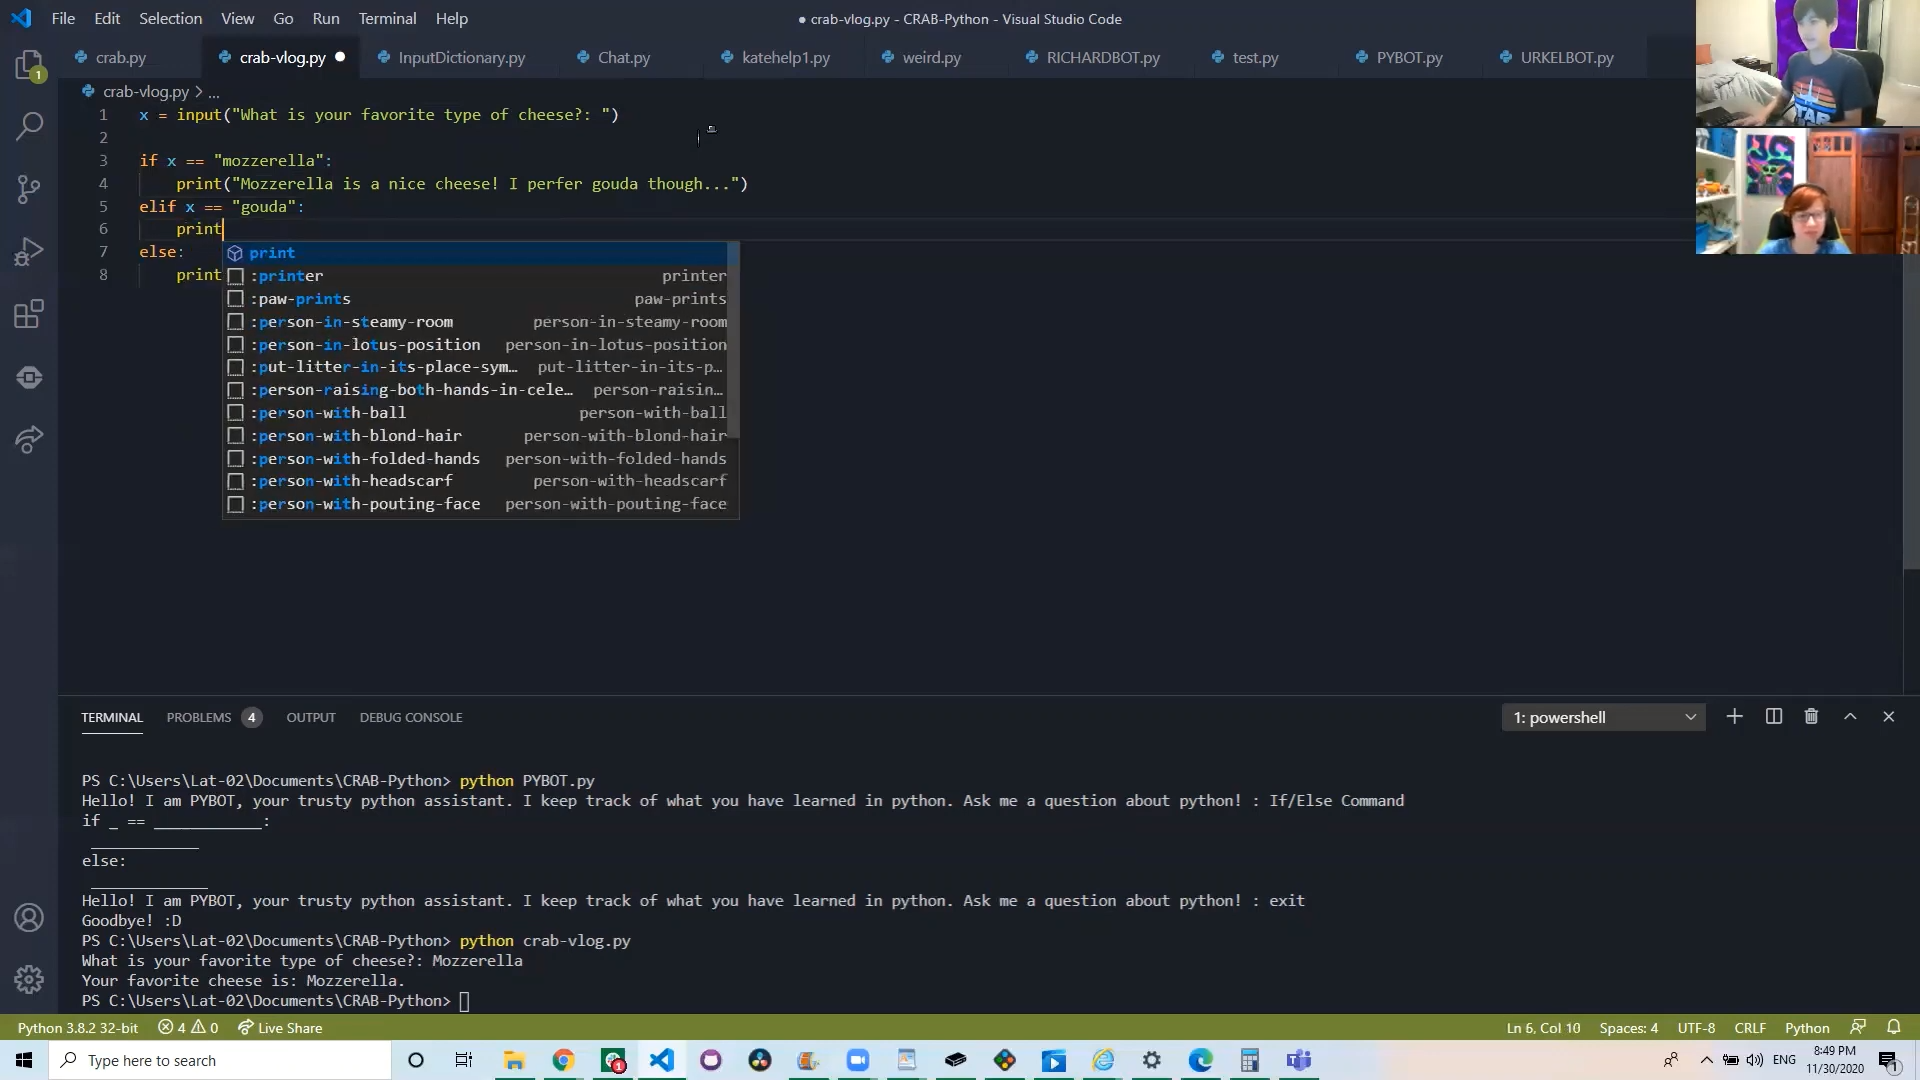 File Edit Selection View Go Run Terminal Help
● crab-vlog.py - CRAB-Python - Visual Studio Code
crab.py crab-vlog.py InputDictionary.py Chat.py katehelp1.py weird.py RICHARDBOT.py test.py PYBOT.py URKELBOT.py
1
crab-vlog.py > ...
1 x = input("What is your favorite type of cheese?: ")
2
3 if x == "mozzerella":
4 print("Mozzerella is a nice cheese! I perfer gouda though...")
5 elif x == "gouda":
6 print
7 else:
8 print
print
:printer printer
:paw-prints paw-prints
:person-in-steamy-room person-in-steamy-room
:person-in-lotus-position person-in-lotus-position
:put-litter-in-its-place-sym… put-litter-in-its-p…
:person-raising-both-hands-in-cele… person-raisin…
:person-with-ball person-with-ball
:person-with-blond-hair person-with-blond-hair
:person-with-folded-hands person-with-folded-hands
:person-with-headscarf person-with-headscarf
:person-with-pouting-face person-with-pouting-face
STAR
TERMINAL PROBLEMS 4 OUTPUT DEBUG CONSOLE 1: powershell
PS C:\Users\Lat-02\Documents\CRAB-Python> python PYBOT.py
Hello! I am PYBOT, your trusty python assistant. I keep track of what you have learned in python. Ask me a question about python! : If/Else Command
if _ == ____________:
____________
else:
_____________
Hello! I am PYBOT, your trusty python assistant. I keep track of what you have learned in python. Ask me a question about python! : exit
Goodbye! :D
PS C:\Users\Lat-02\Documents\CRAB-Python> python crab-vlog.py
What is your favorite type of cheese?: Mozzerella
Your favorite cheese is: Mozzerella.
PS C:\Users\Lat-02\Documents\CRAB-Python>
Python 3.8.2 32-bit 4 0 Live Share Ln 6, Col 10 Spaces: 4 UTF-8 CRLF Python
Type here to search
1
ENG
8:49 PM
11/30/2020
1